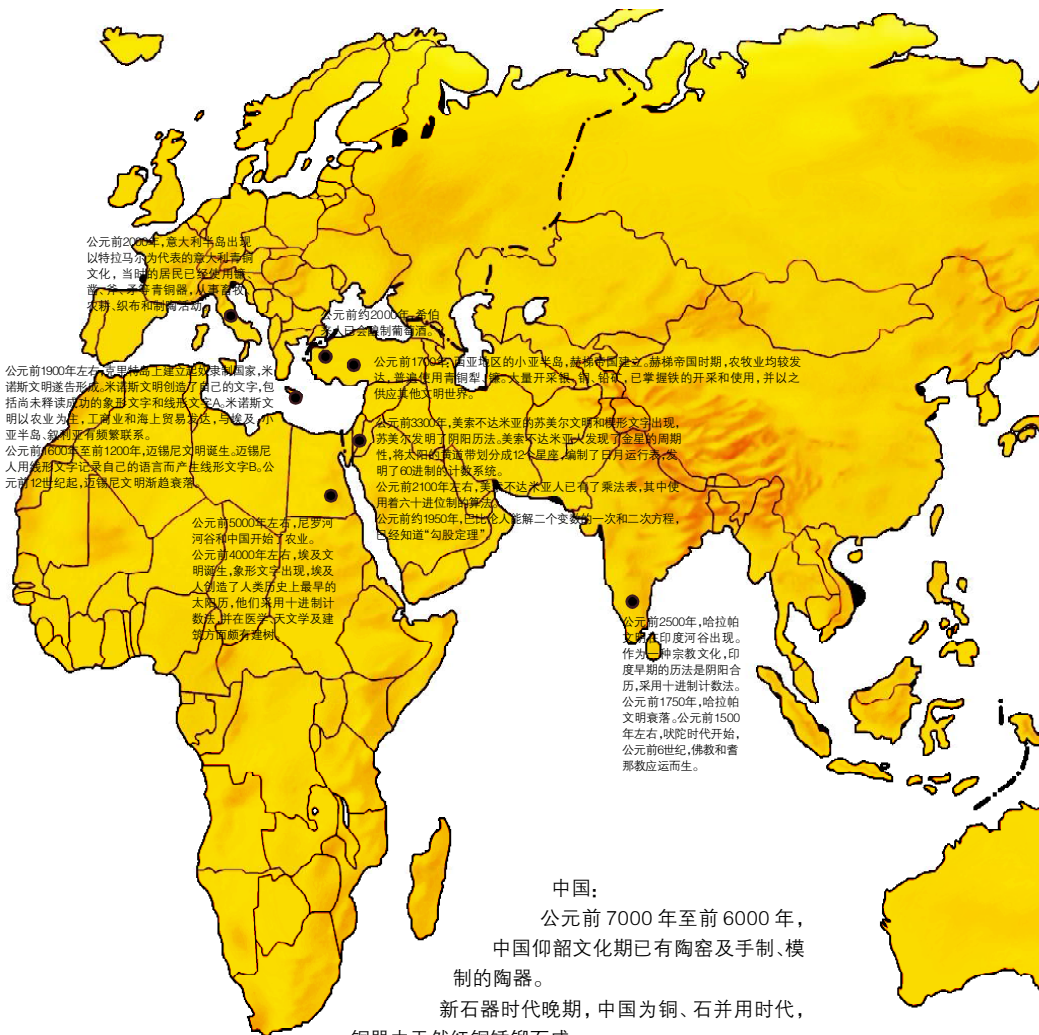 公元前2000年,意大利半岛出现
以特拉马尔为代表的意大利青铜
文化,当时的居民已经使用镰、
凿、斧、矛等青铜器,从事畜牧、
农耕、织布和制陶活动。
公元前约2000年,希伯
来人已会酿制葡萄酒。
公元前1900年左右,克里特岛上建立起奴隶制国家,米
诺斯文明遂告形成。米诺斯文明创造了自己的文字,包
括尚未释读成功的象形文字和线形文字A。米诺斯文
明以农业为主,工商业和海上贸易发达,与埃及、小
亚半岛、叙利亚有频繁联系。
公元前1600年至前1200年,迈锡尼文明诞生。迈锡尼
人用线形文字记录自己的语言而产生线形文字B。公
元前12世纪起,迈锡尼文明渐趋衰落。
公元前1700年,西亚地区的小亚半岛,赫梯帝国建立。赫梯帝国时期,农牧业均较发
达,普遍使用青铜犁、镰。大量开采银、铜、铅矿,已掌握铁的开采和使用,并以之
供应其他文明世界。
公元前3300年,美索不达米亚的苏美尔文明和楔形文字出现,
苏美尔发明了阴阳历法。美索不达米亚人发现了金星的周期
性,将太阳的黄道带划分成12个星座,编制了日月运行表,发
明了60进制的计数系统。
公元前2100年左右,美索不达米亚人已有了乘法表,其中使
用着六十进位制的算法。
公元前约1950年,巴比伦人能解二个变数的一次和二次方程,
已经知道“勾股定理”。
公元前5000年左右,尼罗河
河谷和中国开始了农业。
公元前4000年左右,埃及文
明诞生,象形文字出现,埃及
人创造了人类历史上最早的
太阳历,他们采用十进制计
数法,并在医学、天文学及建
筑方面颇有建树。
公元前2500年,哈拉帕
文明在印度河谷出现。
作为一种宗教文化,印
度早期的历法是阴阳合
历,采用十进制计数法。
公元前1750年,哈拉帕
文明衰落。公元前1500
年左右,吠陀时代开始,
公元前6世纪,佛教和耆
那教应运而生。
中国:
公元前7000年至前6000年,
中国仰韶文化期已有陶窑及手制、模
制的陶器。
新石器时代晚期,中国为铜、石并用时代,